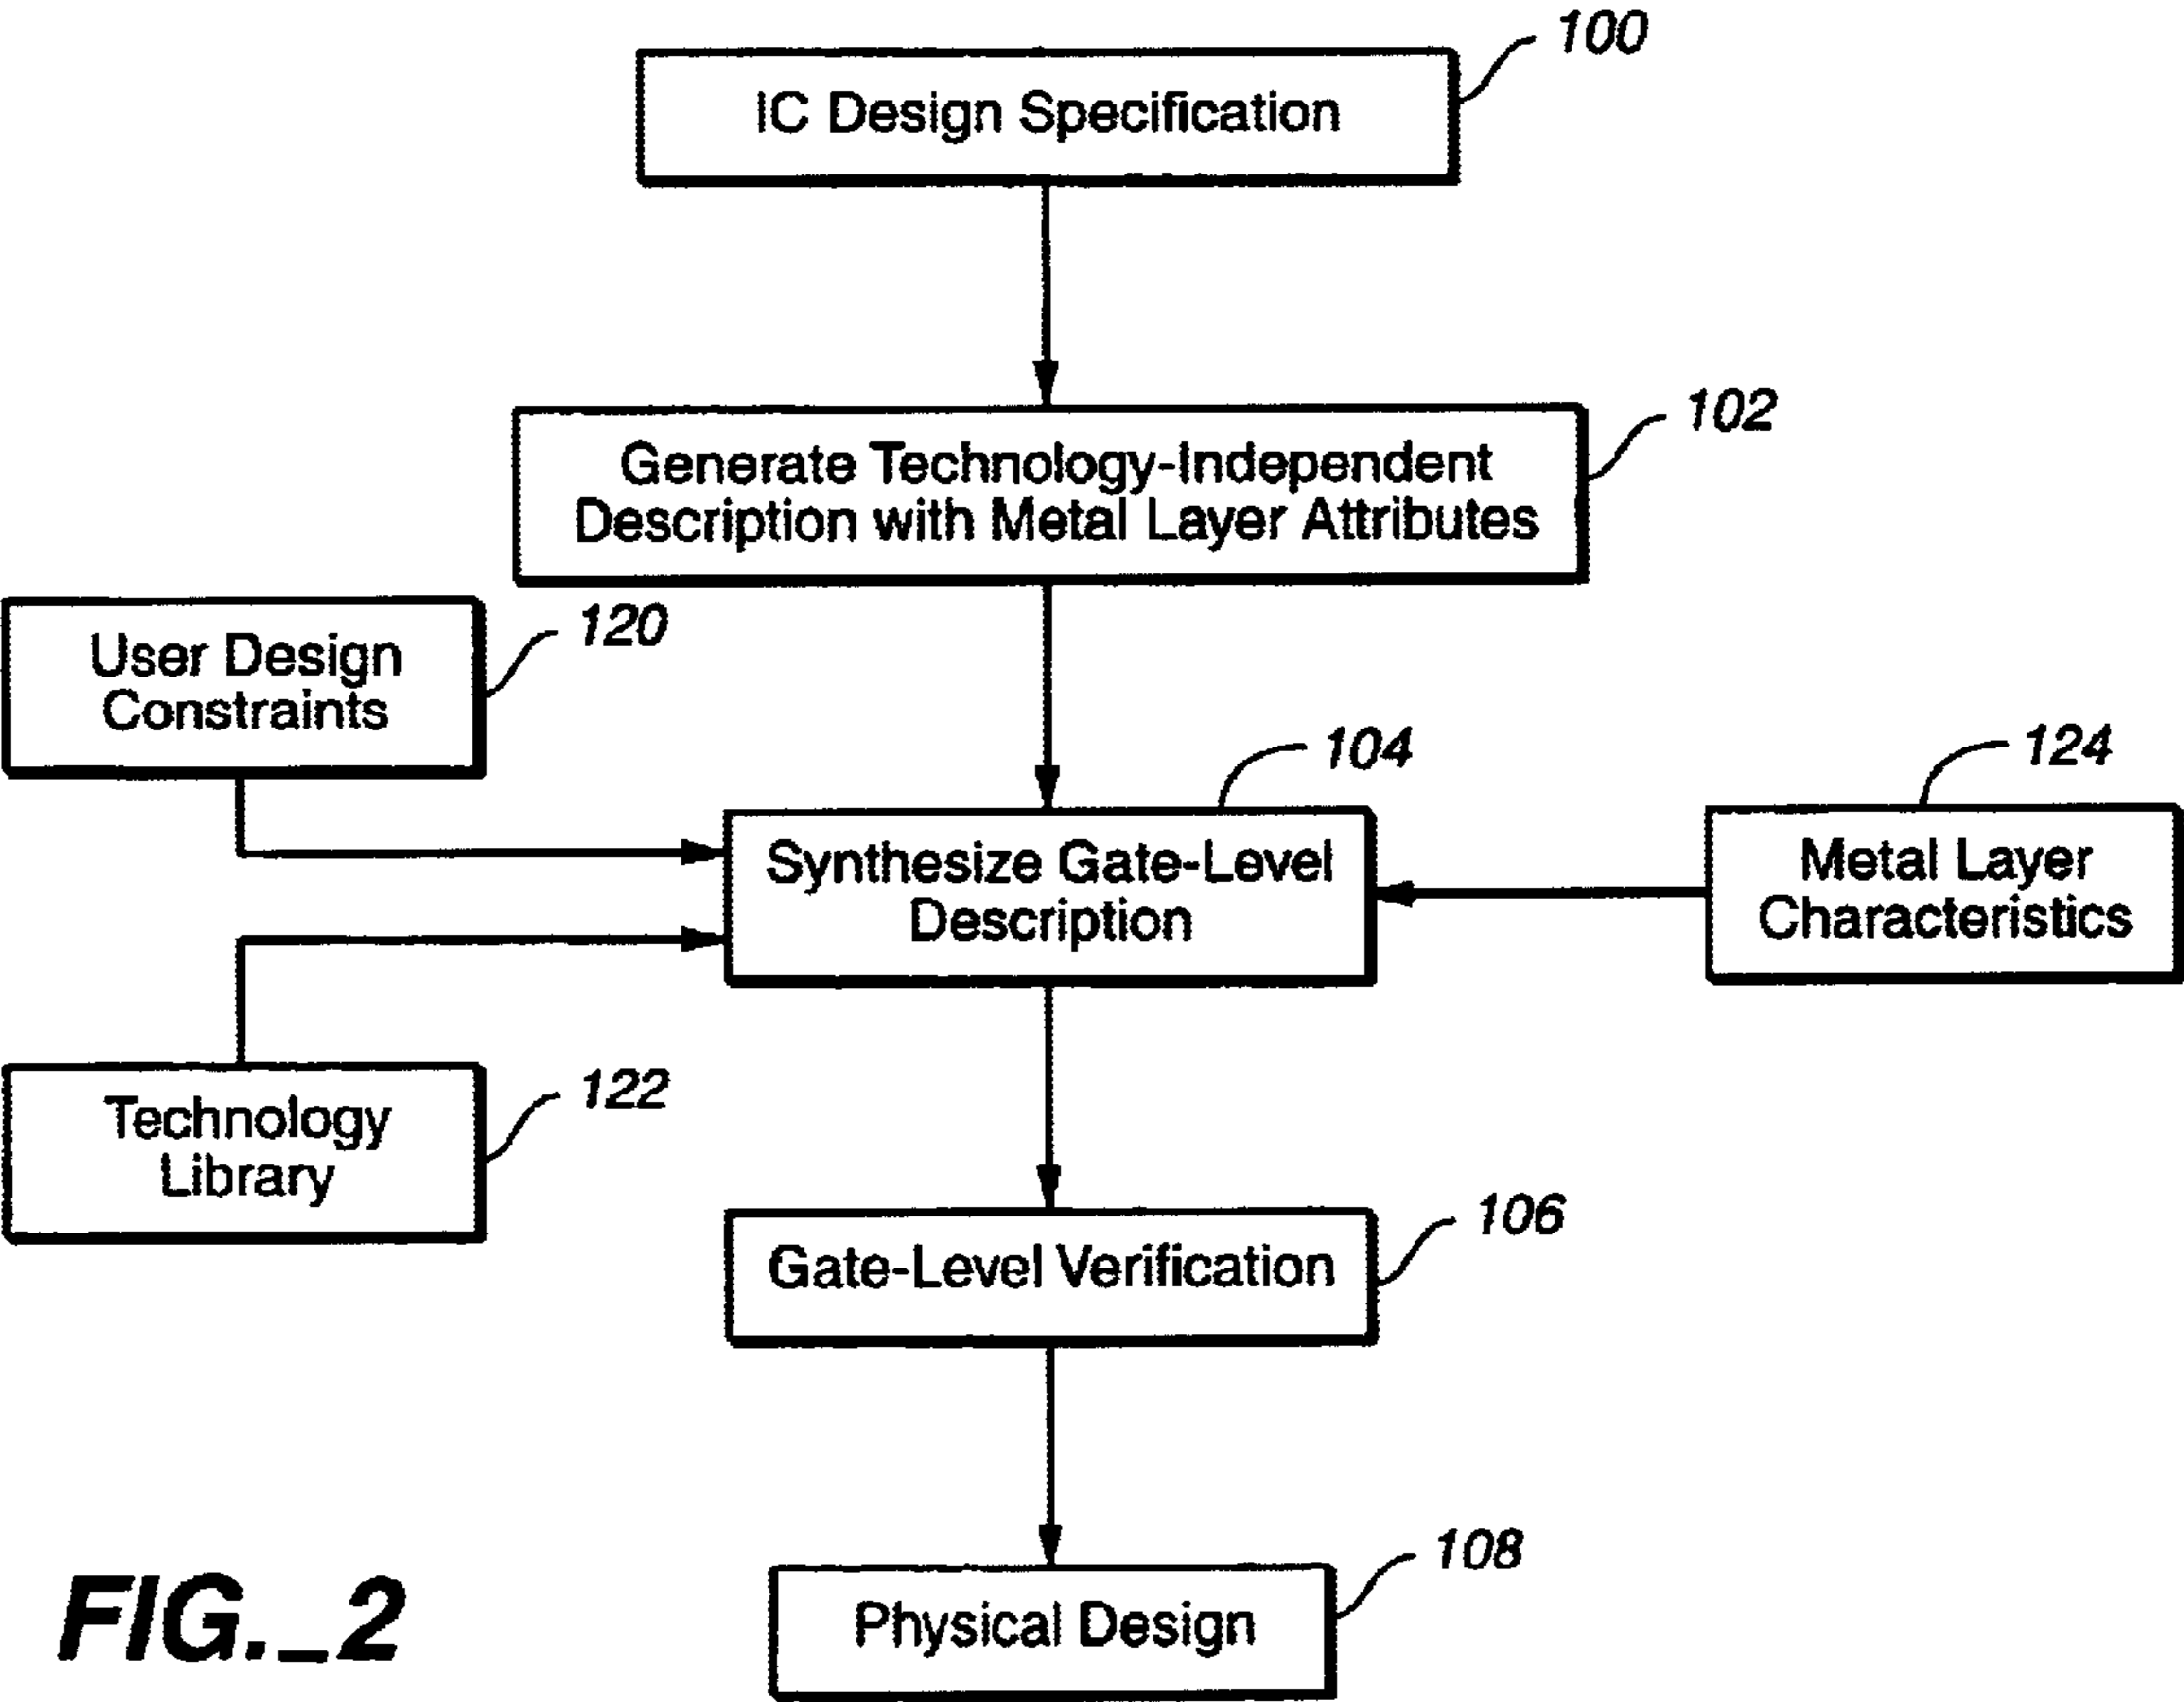 100
IC Design Specification
102
Generate Technology-Independent
Description with Metal Layer Attributes
120
User Design
Constraints
104
124
Synthesize Gate-Level
Description
Metal Layer
Characteristics
122
Technology
Library
106
Gate-Level Verification
108
Physical Design
FIG._2